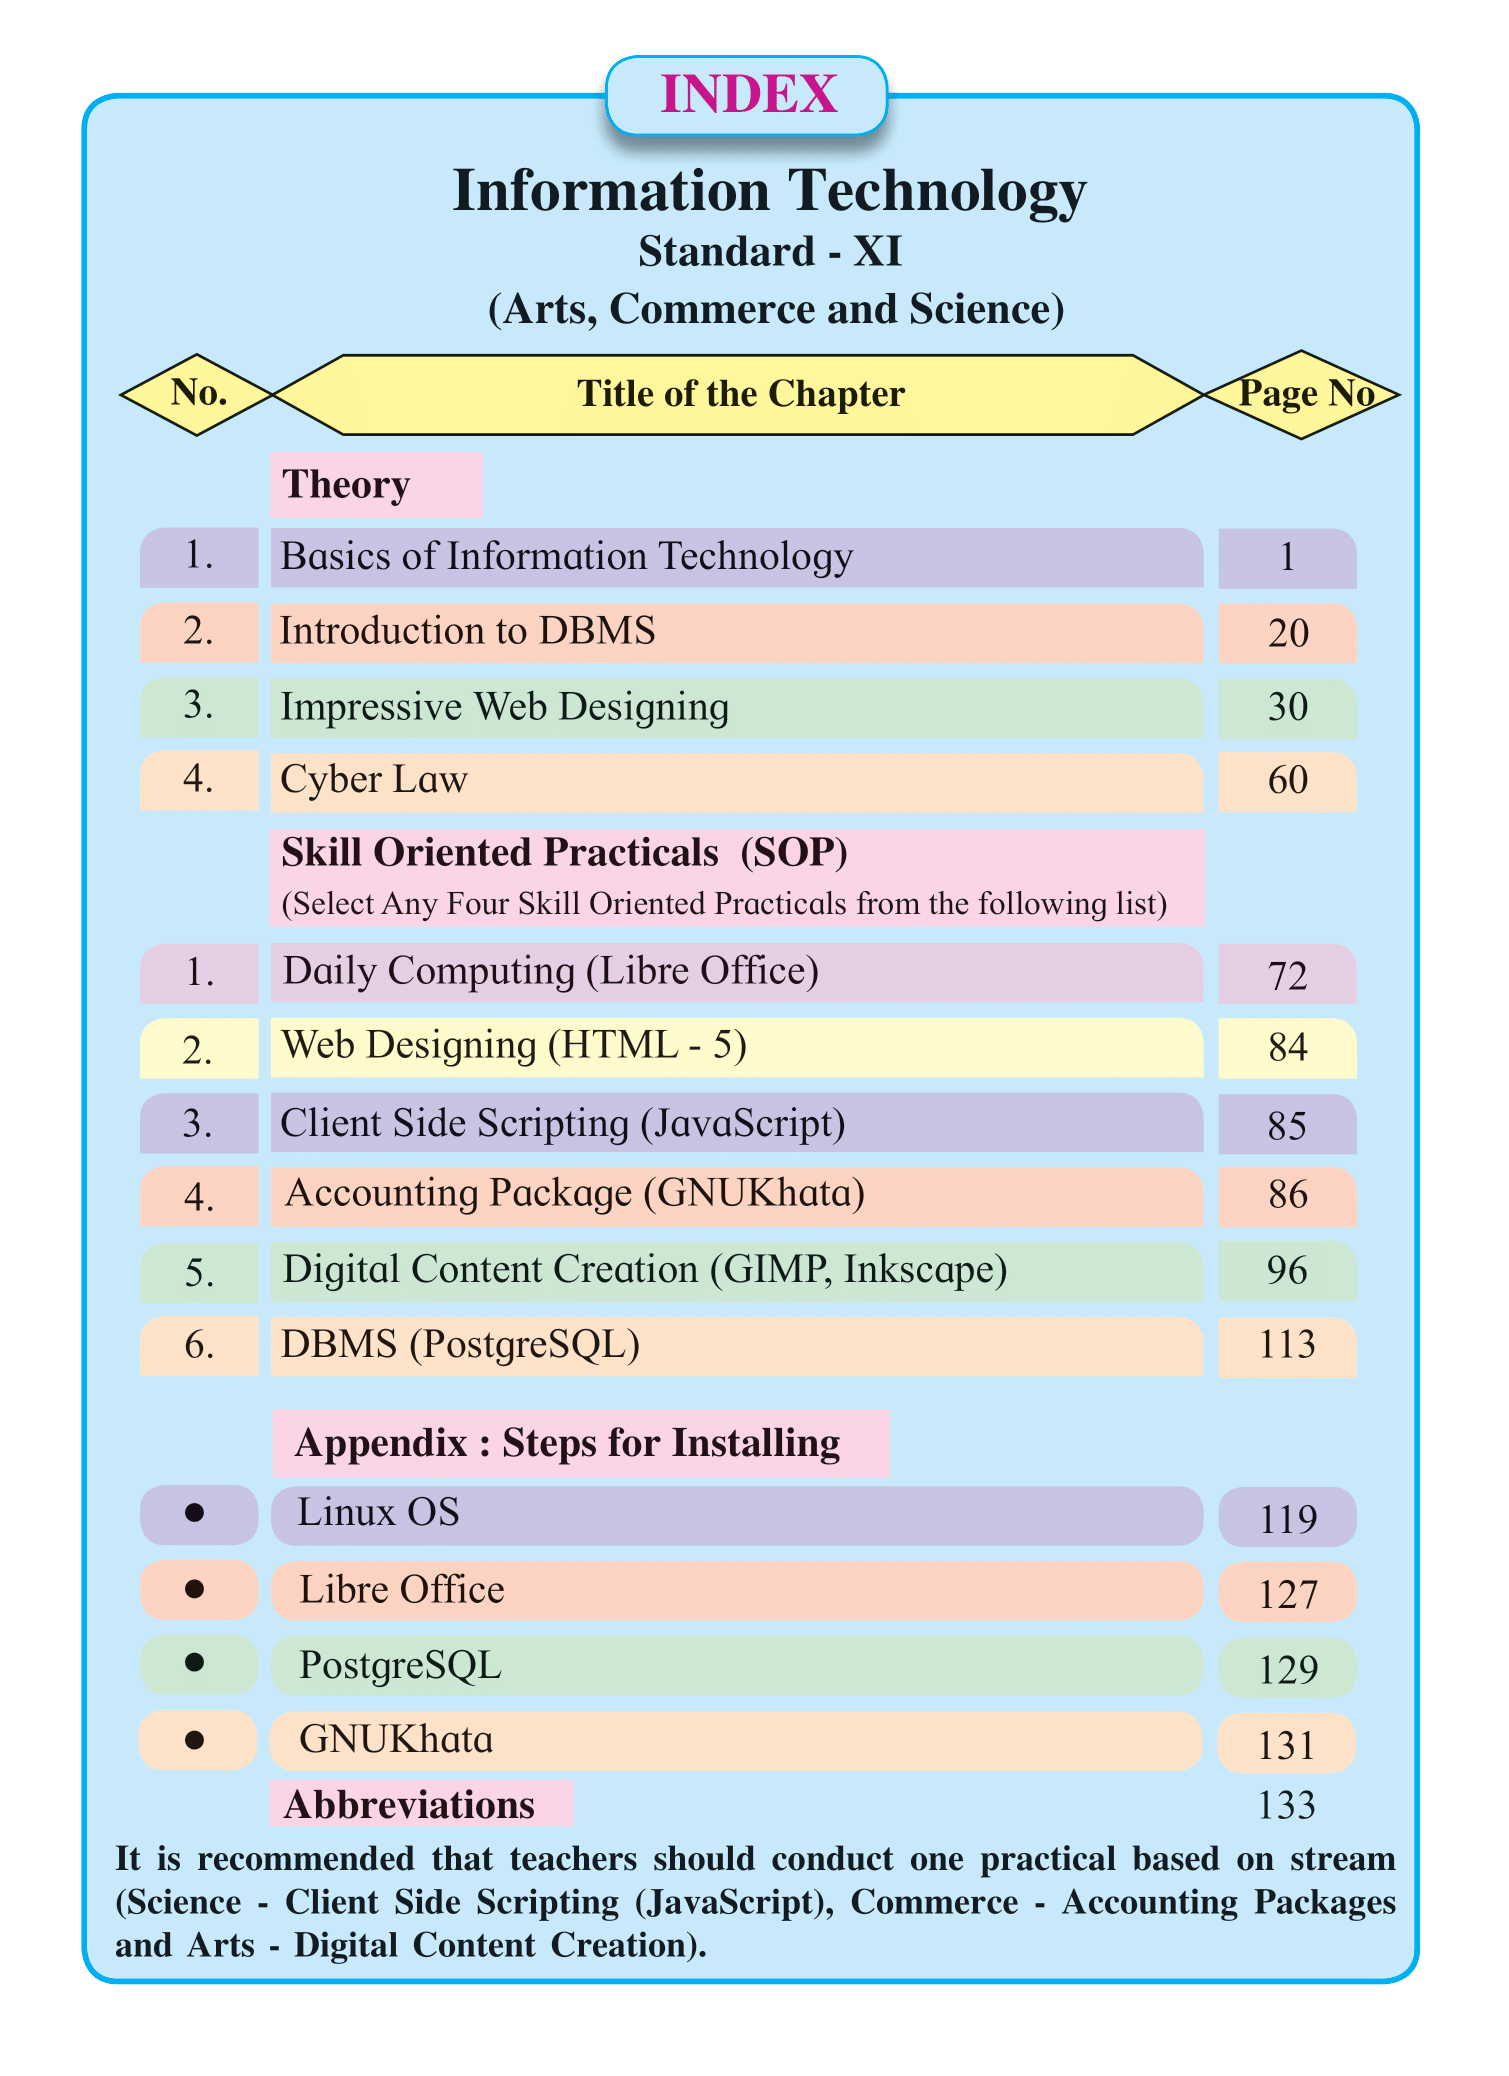 INDEX
Information Technology
Standard - XI
(Arts, Commerce and Science)
No. Title of the Chapter Page No
Theory
1. Basics of Information Technology 1
2. Introduction to DBMS 20
3. Impressive Web Designing 30
4. Cyber Law 60
Skill Oriented Practicals (SOP)
(Select Any Four Skill Oriented Practicals from the following list)
1. Daily Computing (Libre Office) 72
2. Web Designing (HTML - 5) 84
3. Client Side Scripting (JavaScript) 85
4. Accounting Package (GNUKhata) 86
5. Digital Content Creation (GIMP, Inkscape) 96
6. DBMS (PostgreSQL) 113
Appendix : Steps for Installing
• Linux OS 119
• Libre Office 127
• PostgreSQL 129
• GNUKhata 131
Abbreviations 133
It is recommended that teachers should conduct one practical based on stream
(Science - Client Side Scripting (JavaScript), Commerce - Accounting Packages
and Arts - Digital Content Creation).